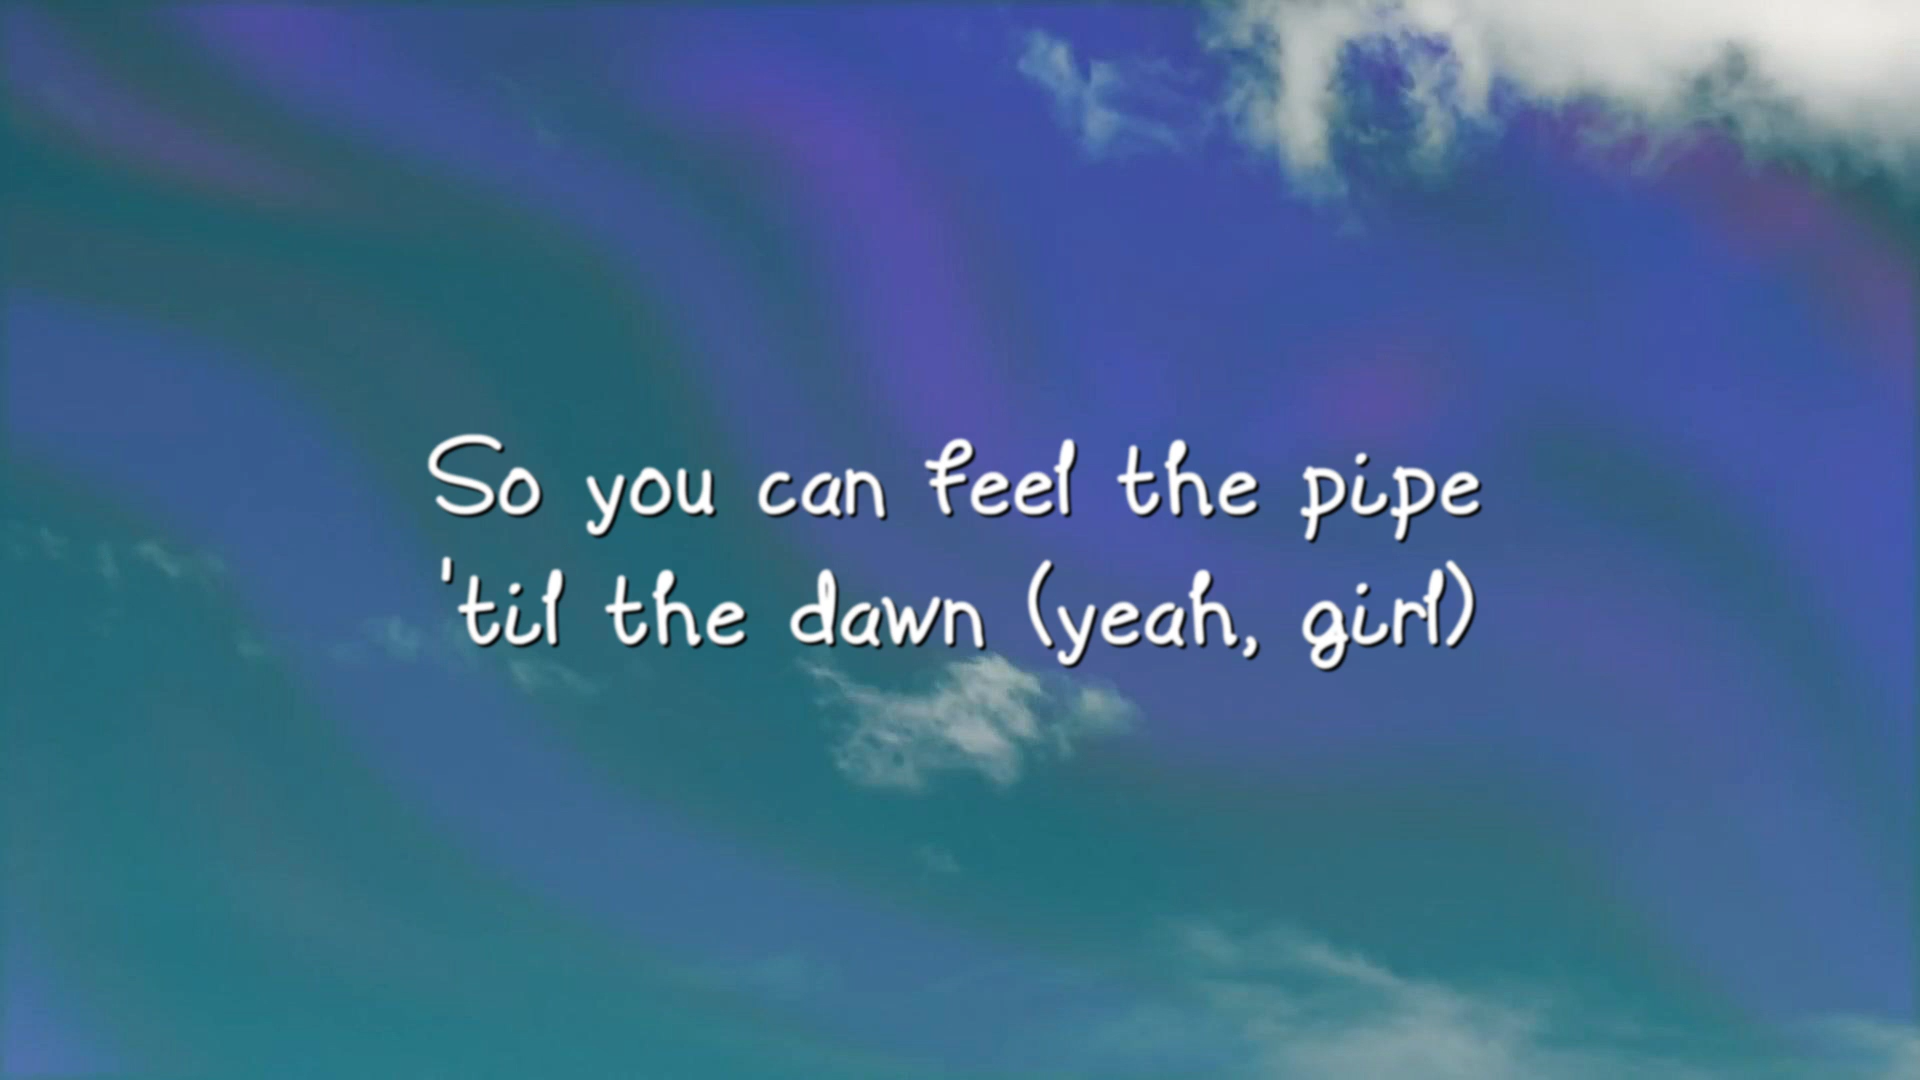 So you can feel the pipe
'til the dawn (yeah, girl)